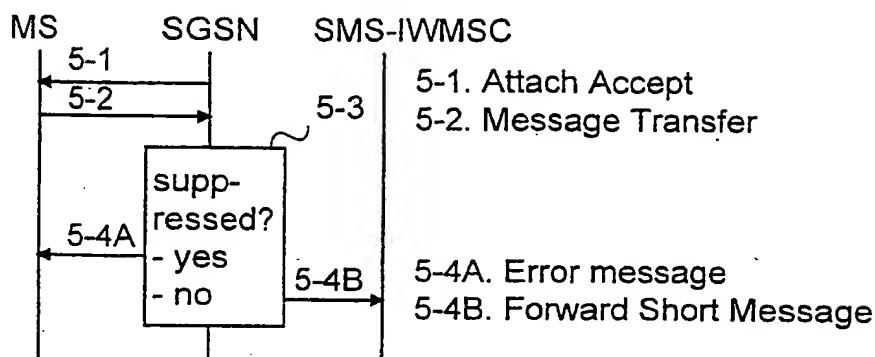 MS SGSN SMS-IWMSC
5-1
5-1. Attach Accept
5-2
5-2. Message Transfer
5-3
supp-
ressed?
- yes
- no
5-4A
5-4B
5-4A. Error message
5-4B. Forward Short Message